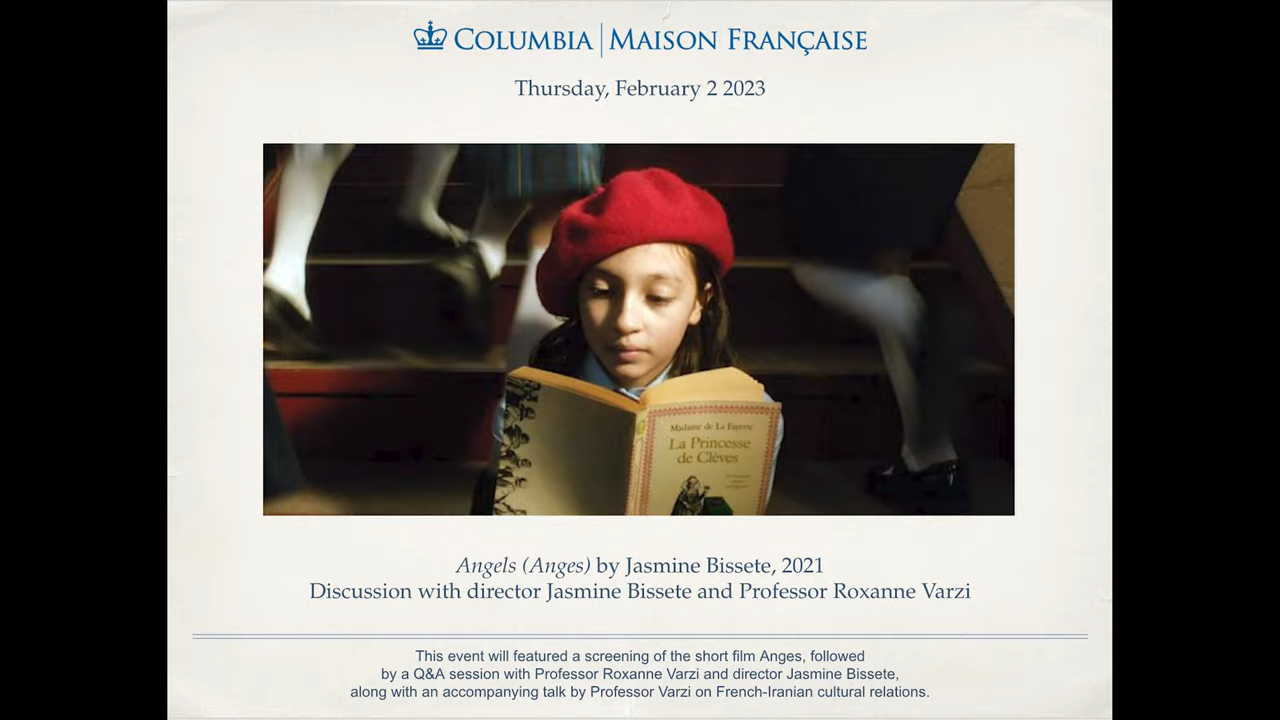 COLUMBIA | MAISON FRANÇAISE
Thursday, February 2 2023
Madame de La Fayette
La Princesse
de Clèves
Angels (Anges) by Jasmine Bissete, 2021
Discussion with director Jasmine Bissete and Professor Roxanne Varzi
This event will featured a screening of the short film Anges, followed
by a Q&A session with Professor Roxanne Varzi and director Jasmine Bissete,
along with an accompanying talk by Professor Varzi on French-Iranian cultural relations.